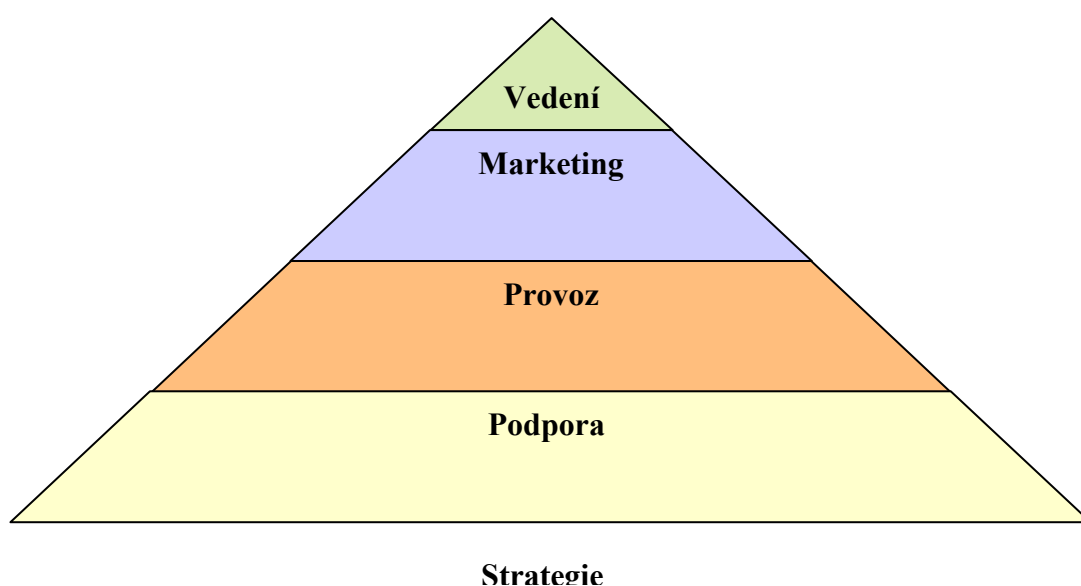 Vedení
Marketing
Provoz
Podpora
Strategie